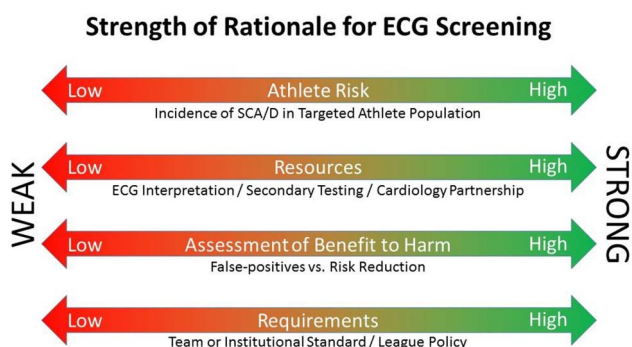 Strength of Rationale for ECG Screening
Low Athlete Risk High
Incidence of SCA/D in Targeted Athlete Population
WEAK
STRONG
Low Resources High
ECG Interpretation / Secondary Testing / Cardiology Partnership
Low Assessment of Benefit to Harm High
False-positives vs. Risk Reduction
Low Requirements High
Team or Institutional Standard / League Policy